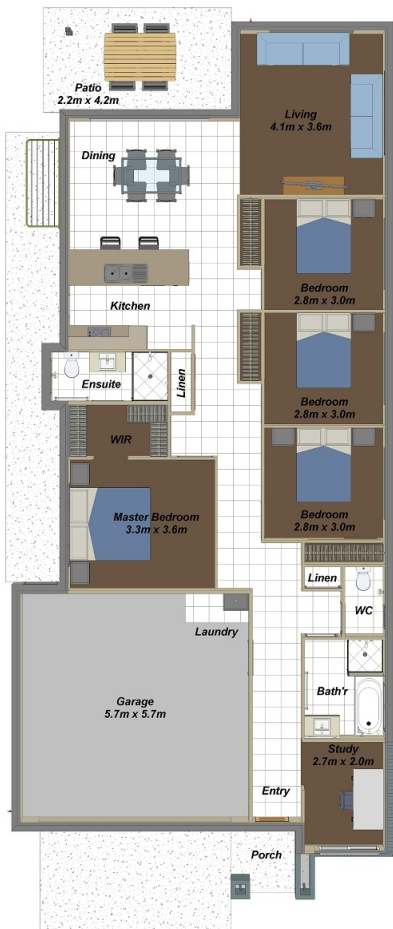 Patio
2.2m x 4.2m
Living
4.1m x 3.6m
Dining
Bedroom
2.8m x 3.0m
Kitchen
Ensuite
Linen
Bedroom
2.8m x 3.0m
WIR
Master Bedroom
3.3m x 3.6m
Bedroom
2.8m x 3.0m
Linen
WC
Laundry
Bath'r
Garage
5.7m x 5.7m
Study
2.7m x 2.0m
Entry
Porch